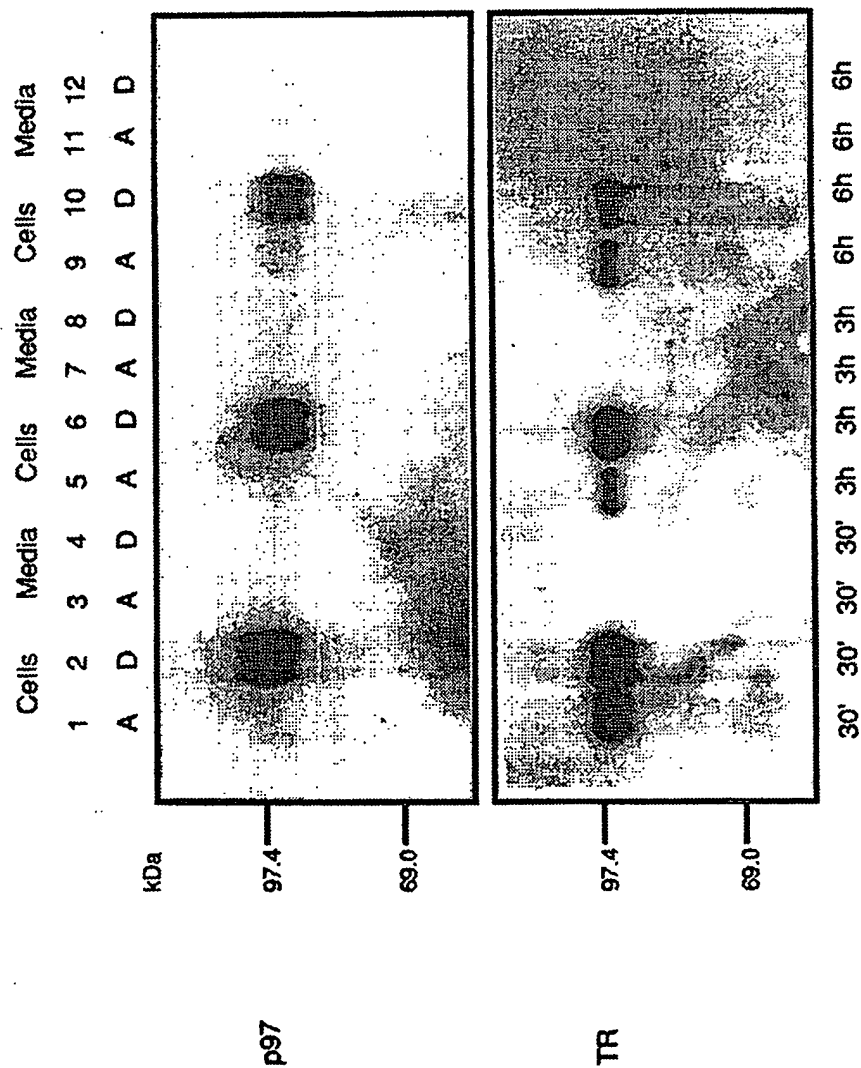 Cells Media Cells Media Cells Media
1 2 3 4 5 6 7 8 9 10 11 12
A D A D A D A D A D A D
kDa
p97
97.4
69.0
TR
97.4
69.0
30' 30' 30' 30' 3h 3h 3h 3h 6h 6h 6h 6h